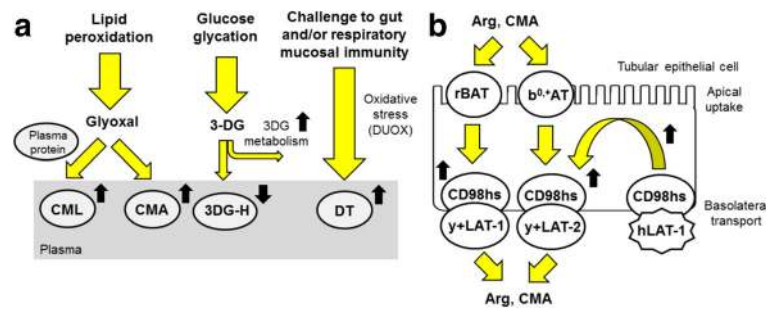 a
Lipid
peroxidation
Glucose
glycation
Challenge to gut
and/or respiratory
mucosal immunity
Glyoxal
3-DG
3DG
metabolism
Oxidative
stress
(DUOX)
Plasma
protein
CML
CMA
3DG-H
DT
Plasma
b
Arg, CMA
Tubular epithelial cell
rBAT
b0,+AT
Apical
uptake
CD98hs
CD98hs
CD98hs
Basolatera
transport
y+LAT-1
y+LAT-2
hLAT-1
Arg, CMA